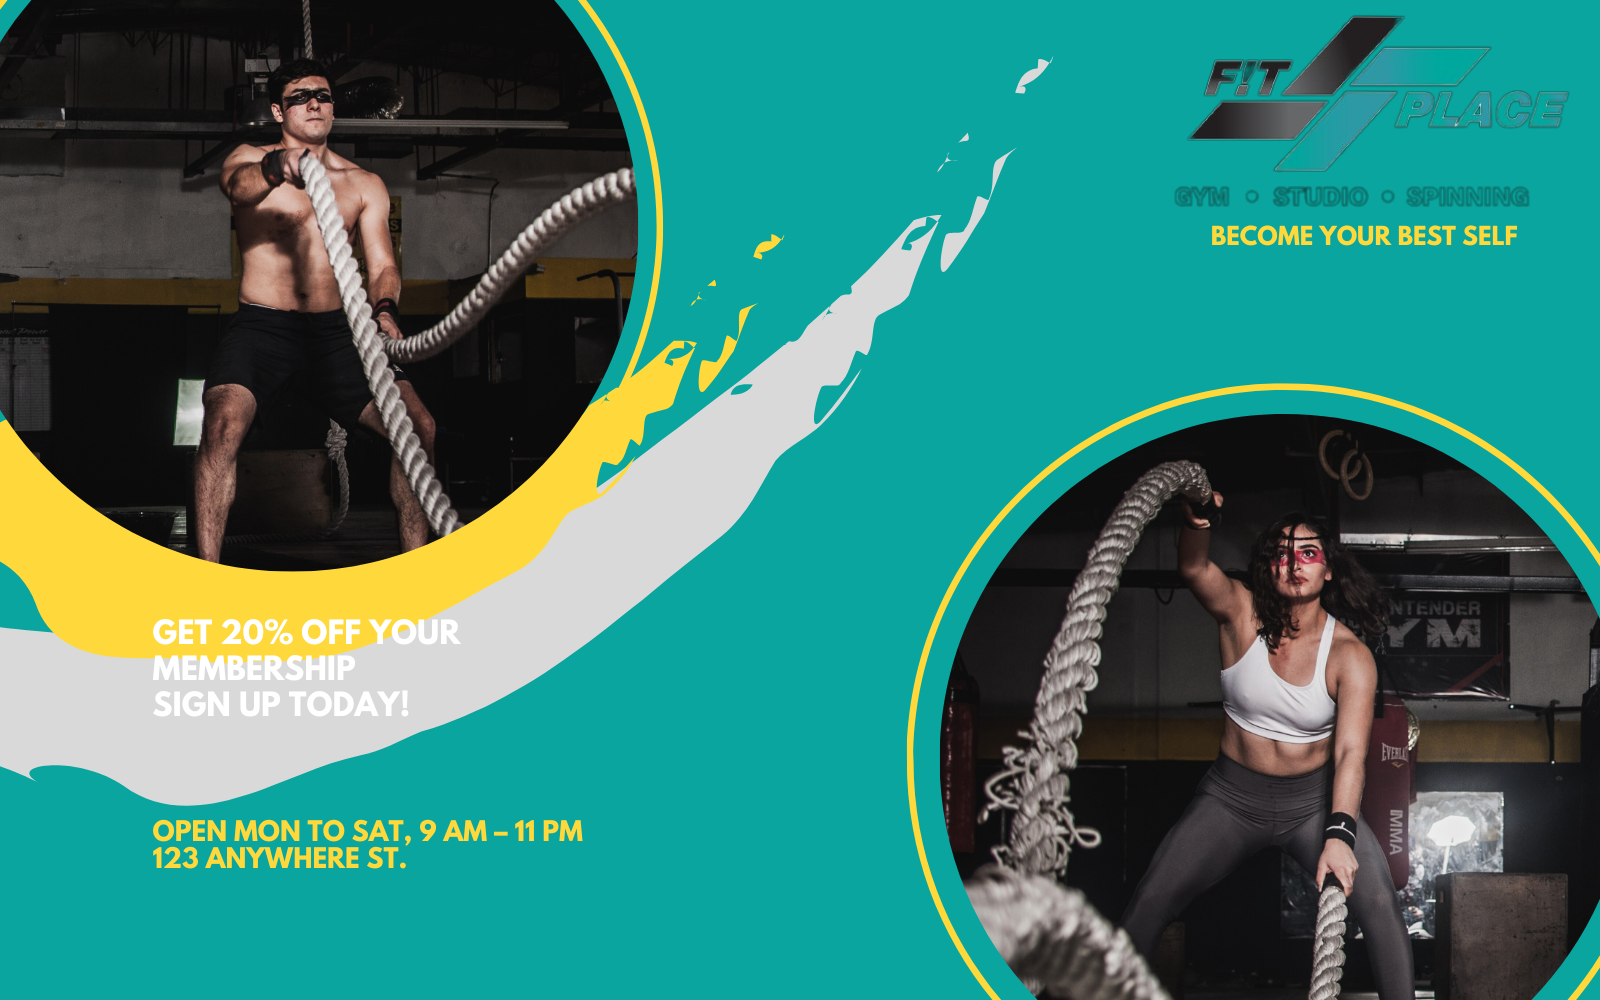 F!T
PLACE
GYM • STUDIO • SPINNING
BECOME YOUR BEST SELF
NTENDER
YM
EVERLAST
MMA
GET 20% OFF YOUR
MEMBERSHIP
SIGN UP TODAY!
OPEN MON TO SAT, 9 AM – 11 PM
123 ANYWHERE ST.